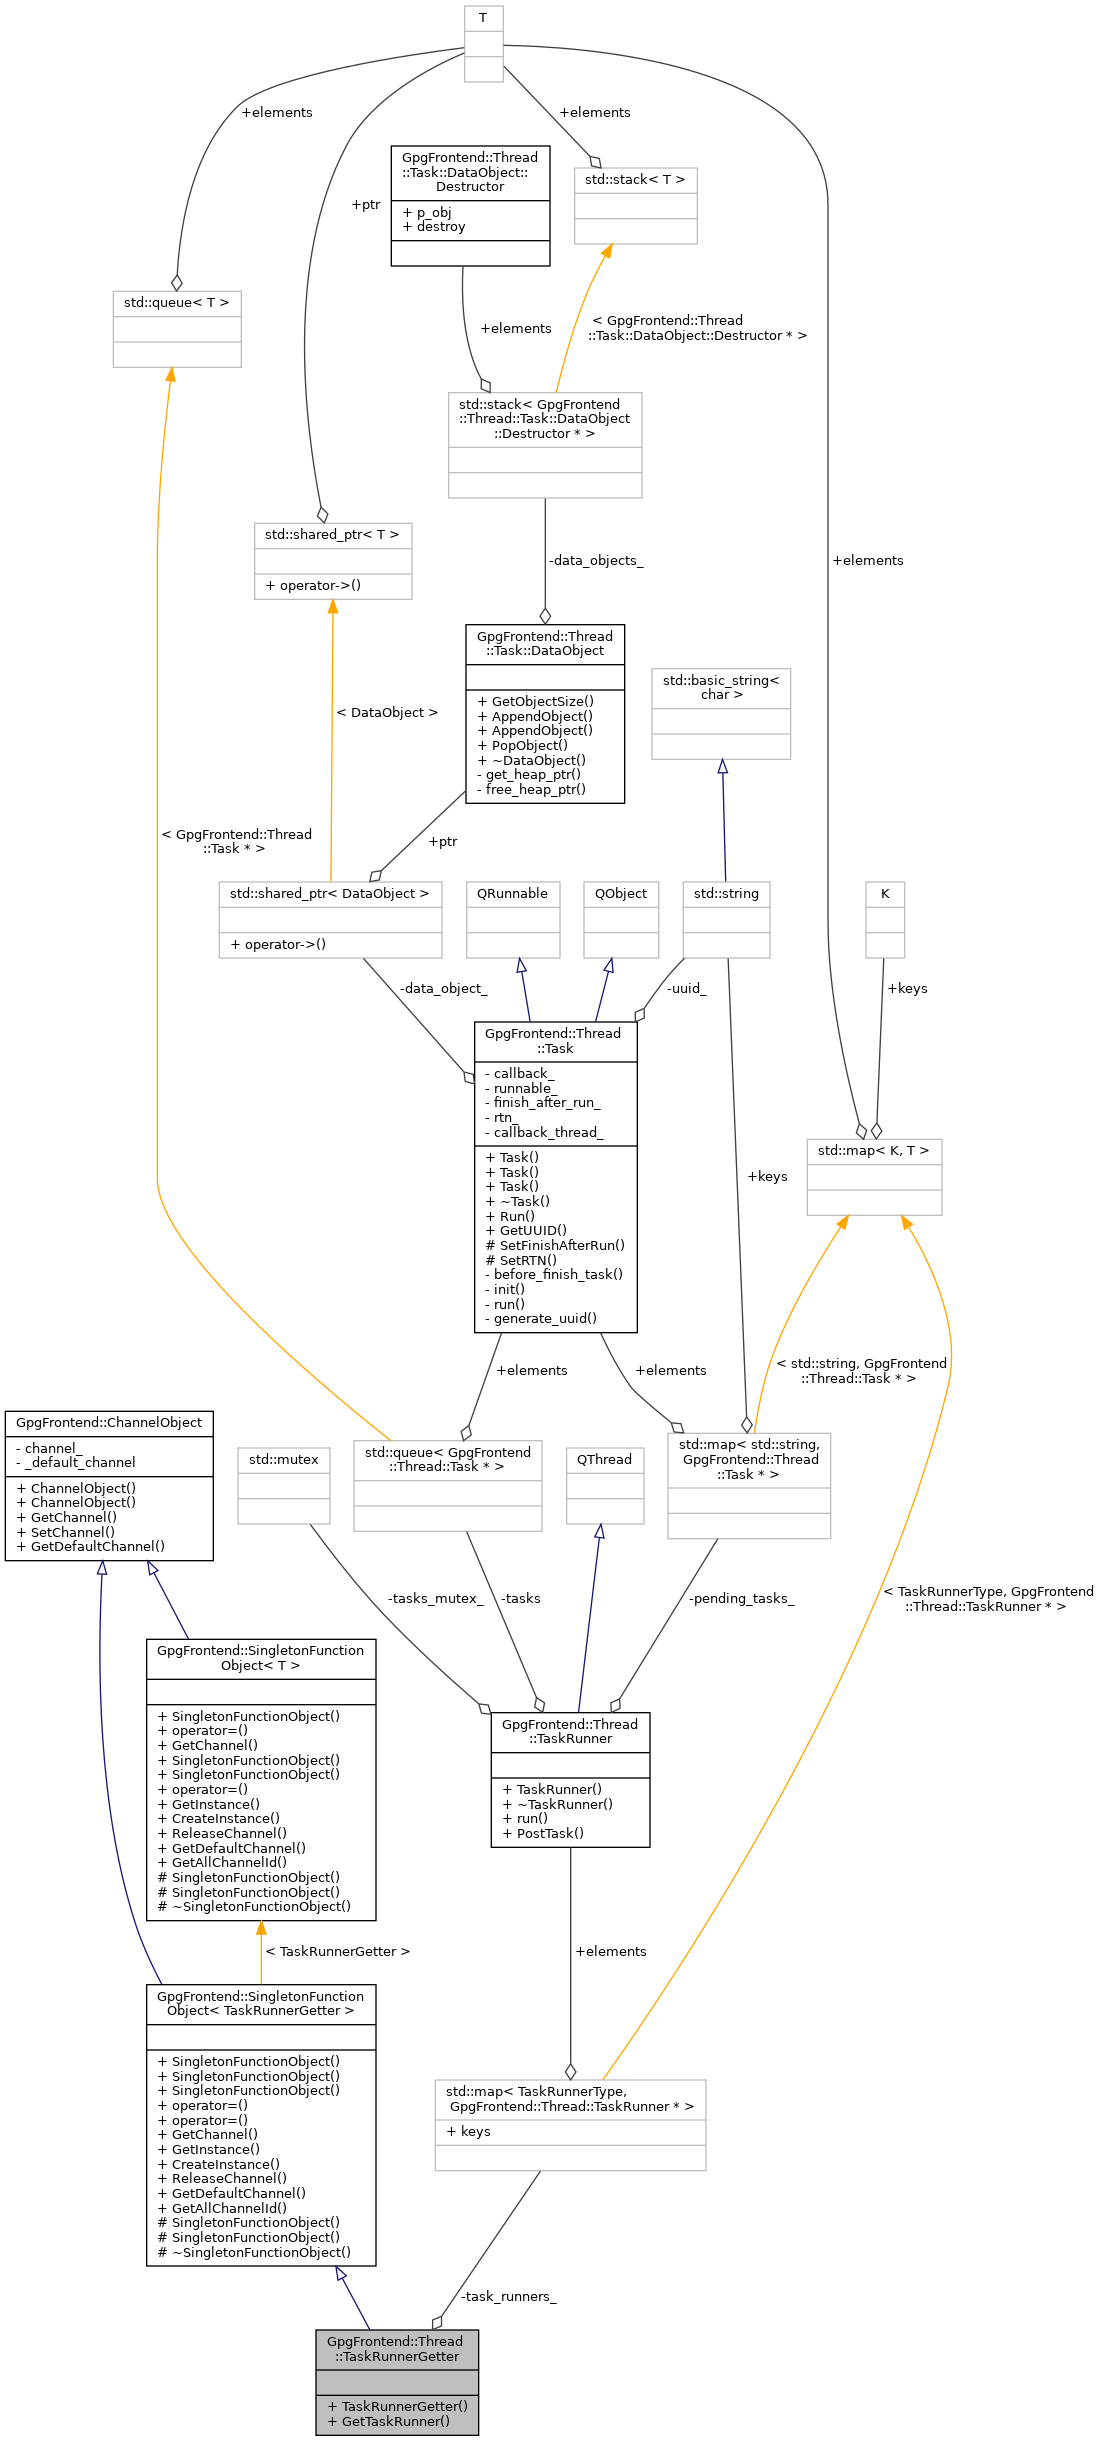 T
+elements
+elements
GpgFrontend::Thread
::Task::DataObject::
Destructor
+ p_obj
+ destroy
std::stack< T >
+ptr
+elements
std::queue< T >
+elements
< GpgFrontend::Thread
::Task::DataObject::Destructor * >
std::stack< GpgFrontend
::Thread::Task::DataObject
::Destructor * >
std::shared_ptr< T >
+ operator->()
-data_objects_
GpgFrontend::Thread
::Task::DataObject
+ GetObjectSize()
+ AppendObject()
+ AppendObject()
+ PopObject()
+ ~DataObject()
- get_heap_ptr()
- free_heap_ptr()
std::basic_string<
char >
< DataObject >
< GpgFrontend::Thread
::Task * >
+ptr
std::shared_ptr< DataObject >
+ operator->()
QRunnable
QObject
std::string
K
-data_object_
-uuid_
+keys
GpgFrontend::Thread
::Task
- callback_
- runnable_
- finish_after_run_
- rtn_
- callback_thread_
+ Task()
+ Task()
+ Task()
+ ~Task()
+ Run()
+ GetUUID()
# SetFinishAfterRun()
# SetRTN()
- before_finish_task()
- init()
- run()
- generate_uuid()
+keys
std::map< K, T >
+elements
+elements
< std::string, GpgFrontend
::Thread::Task * >
GpgFrontend::ChannelObject
- channel_
- _default_channel
+ ChannelObject()
+ ChannelObject()
+ GetChannel()
+ SetChannel()
+ GetDefaultChannel()
std::mutex
std::queue< GpgFrontend
::Thread::Task * >
QThread
std::map< std::string,
GpgFrontend::Thread
::Task * >
-tasks_mutex_
-tasks
-pending_tasks_
< TaskRunnerType, GpgFrontend
::Thread::TaskRunner * >
GpgFrontend::SingletonFunction
Object< T >
+ SingletonFunctionObject()
+ operator=()
+ GetChannel()
+ SingletonFunctionObject()
+ SingletonFunctionObject()
+ operator=()
+ GetInstance()
+ CreateInstance()
+ ReleaseChannel()
+ GetDefaultChannel()
+ GetAllChannelId()
# SingletonFunctionObject()
# SingletonFunctionObject()
# ~SingletonFunctionObject()
GpgFrontend::Thread
::TaskRunner
+ TaskRunner()
+ ~TaskRunner()
+ run()
+ PostTask()
< TaskRunnerGetter >
+elements
GpgFrontend::SingletonFunction
Object< TaskRunnerGetter >
+ SingletonFunctionObject()
+ SingletonFunctionObject()
+ SingletonFunctionObject()
+ operator=()
+ operator=()
+ GetChannel()
+ GetInstance()
+ CreateInstance()
+ ReleaseChannel()
+ GetDefaultChannel()
+ GetAllChannelId()
# SingletonFunctionObject()
# SingletonFunctionObject()
# ~SingletonFunctionObject()
std::map< TaskRunnerType,
GpgFrontend::Thread::TaskRunner * >
+ keys
-task_runners_
GpgFrontend::Thread
::TaskRunnerGetter
+ TaskRunnerGetter()
+ GetTaskRunner()